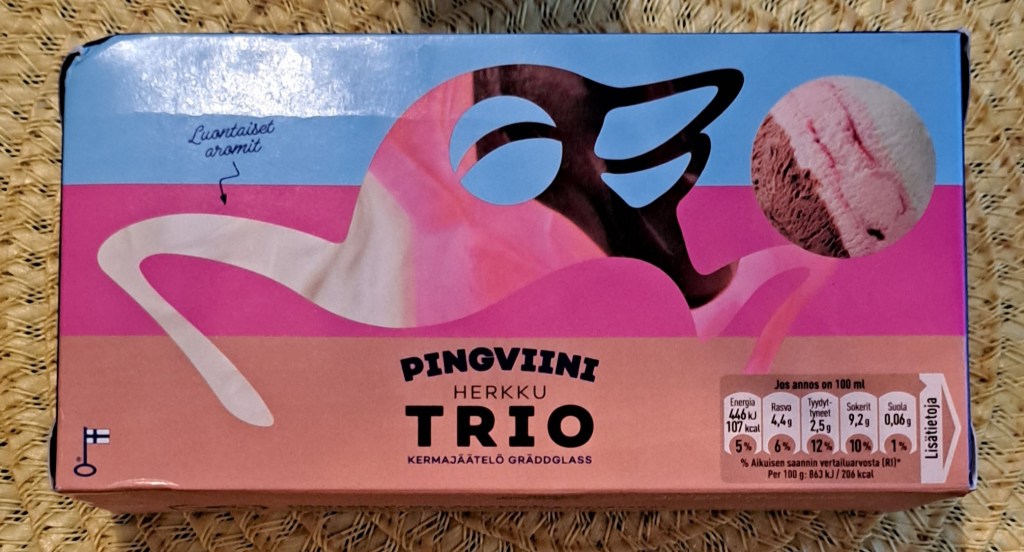 Luontaiset
aromit
PINGVIINI
HERKKU
TRIO
KERMAJÄÄTELÖ GRÄDDGLASS
Jos annos on 100 ml
Energia
446 kJ
107 kcal
5%
Rasva
4,4 g
6%
Tyydyt-
tyneet
2,5 g
12%
Sokerit
9,2 g
10%
Suola
0,06 g
1%
% Aikuisen saannin vertailuarvosta (RI)*
Per 100 g: 863 kJ / 206 kcal
Lisätietoja